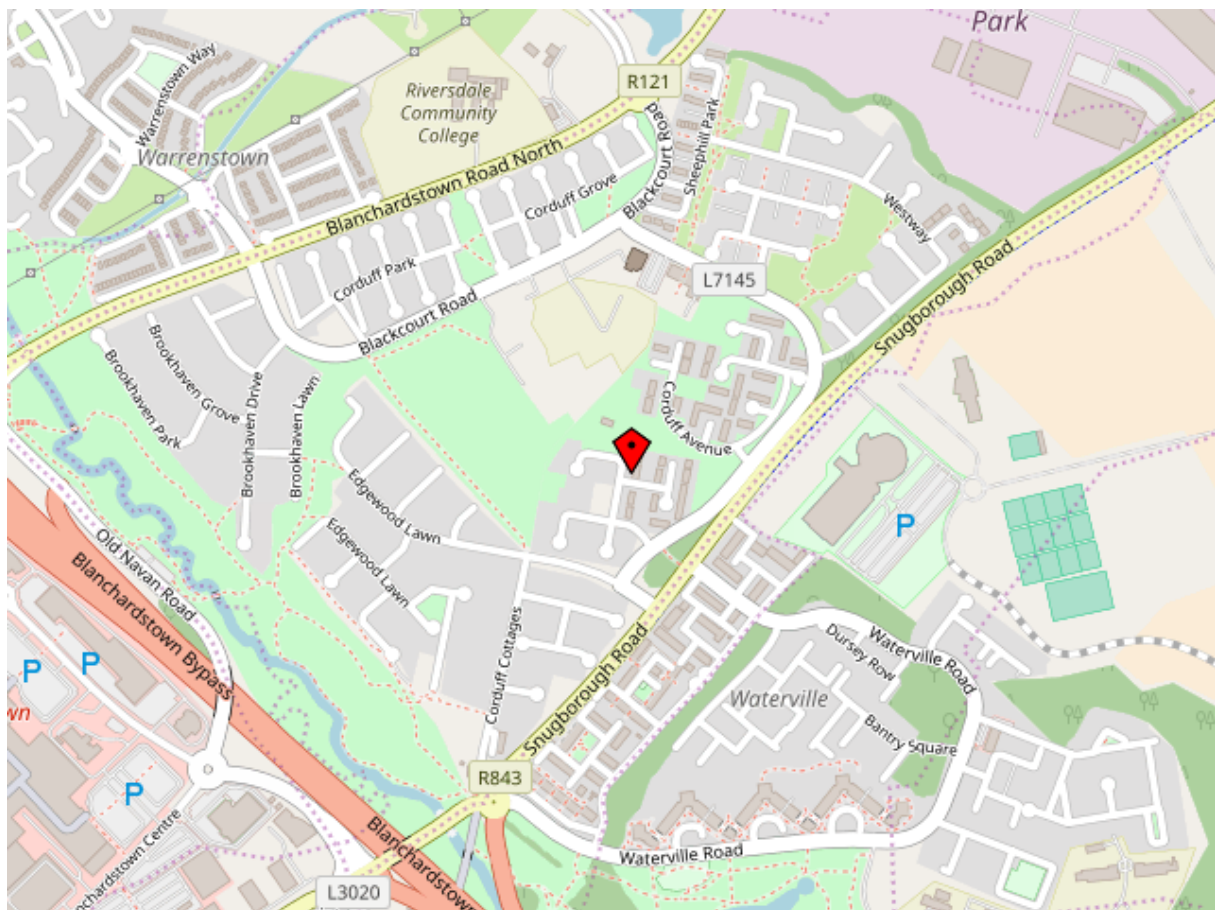 Park
R121
Riversdale
Community
College
Warrenstown Way
Warrenstown
Blanchardstown Road North
Blackcourt Road
Sheephill Park
Corduff Grove
Westway
Corduff Park
L7145
Snugborough Road
Blackcourt Road
Brookhaven Grove
Brookhaven Park
Brookhaven Drive
Brookhaven Lawn
Corduff Avenue
Edgewood Lawn
Edgewood Lawn
P
Old Navan Road
Blanchardstown Bypass
Corduff Cottages
Dursey Row
Waterville Road
Snugborough Road
P
P
Waterville
Bantry Square
own
R843
P
Blanchardstown
nchardstown Centre
Waterville Road
L3020